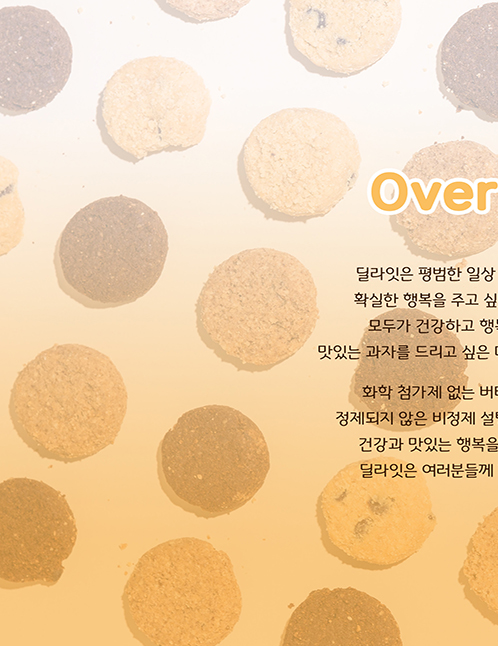 Over
딜라잇은 평범한 일상
확실한 행복을 주고 싶
모두가 건강하고 행
맛있는 과자를 드리고 싶은
화학 첨가제 없는 버
정제되지 않은 비정제 설
건강과 맛있는 행복을
딜라잇은 여러분들께